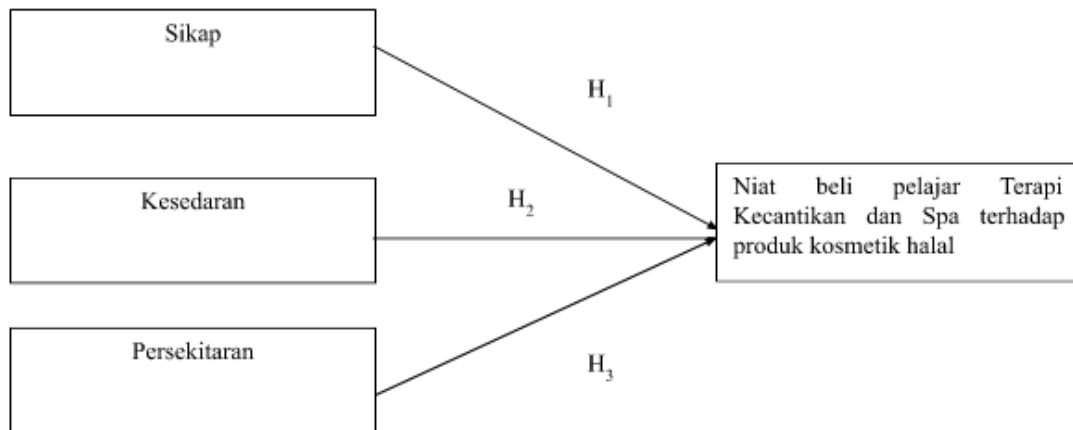 Sikap
H₁
Kesedaran
H₂
Niat beli pelajar Terapi
Kecantikan dan Spa terhadap
produk kosmetik halal
Persekitaran
H₃